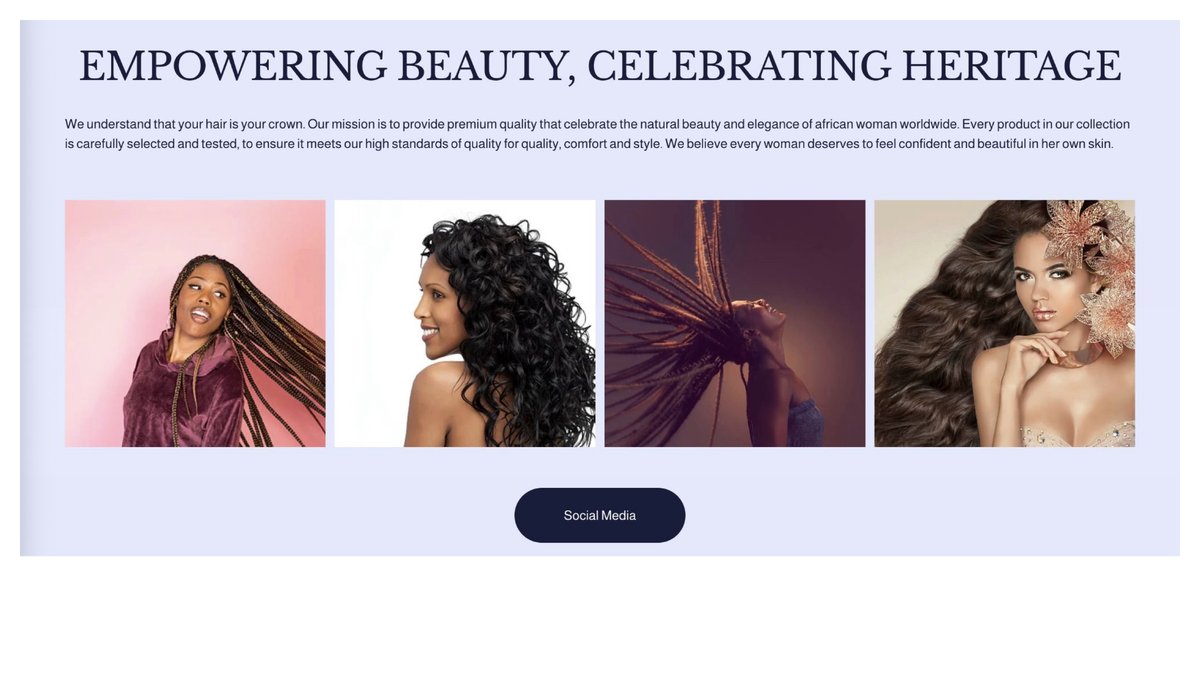 EMPOWERING BEAUTY, CELEBRATING HERITAGE
We understand that your hair is your crown. Our mission is to provide premium quality that celebrate the natural beauty and elegance of african woman worldwide. Every product in our collection
is carefully selected and tested, to ensure it meets our high standards of quality for quality, comfort and style. We believe every woman deserves to feel confident and beautiful in her own skin.
Social Media